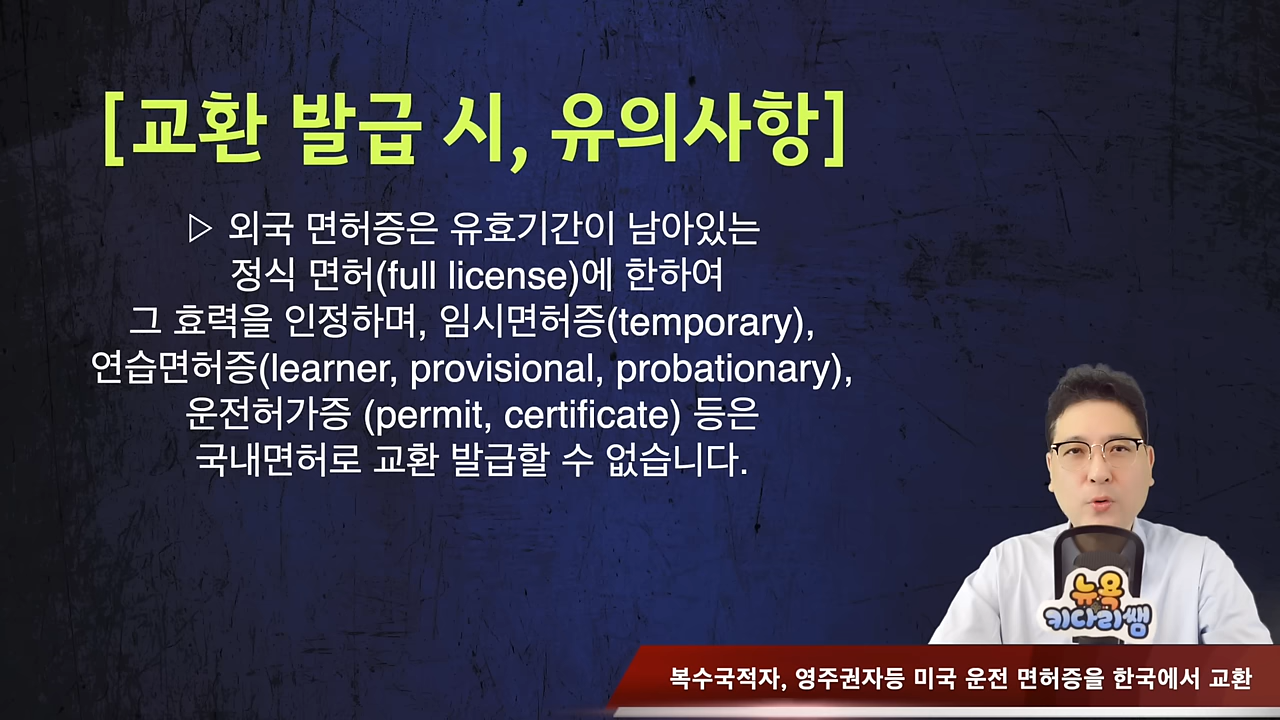 [교환 발급 시, 유의사항]
▷ 외국 면허증은 유효기간이 남아있는
정식 면허(full license)에 한하여
그 효력을 인정하며, 임시면허증(temporary),
연습면허증(learner, provisional, probationary),
운전허가증 (permit, certificate) 등은
국내면허로 교환 발급할 수 없습니다.
뉴욕
키다리쌤
복수국적자, 영주권자등 미국 운전 면허증을 한국에서 교환